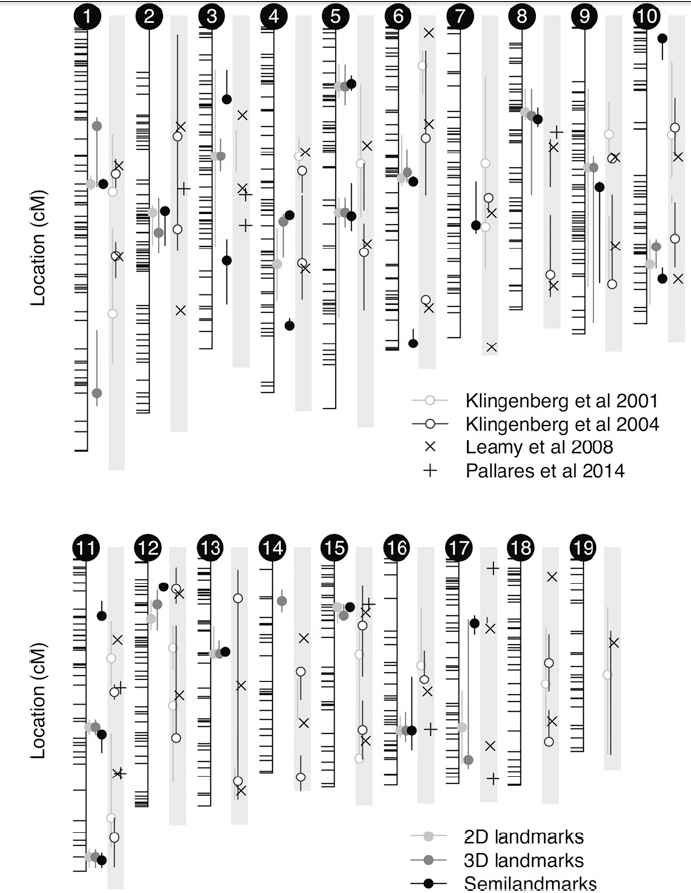 1 2 3 4 5 6 7 8 9 10
Location (cM)
Klingenberg et al 2001
Klingenberg et al 2004
Leamy et al 2008
Pallares et al 2014
11 12 13 14 15 16 17 18 19
Location (cM)
2D landmarks
3D landmarks
Semilandmarks